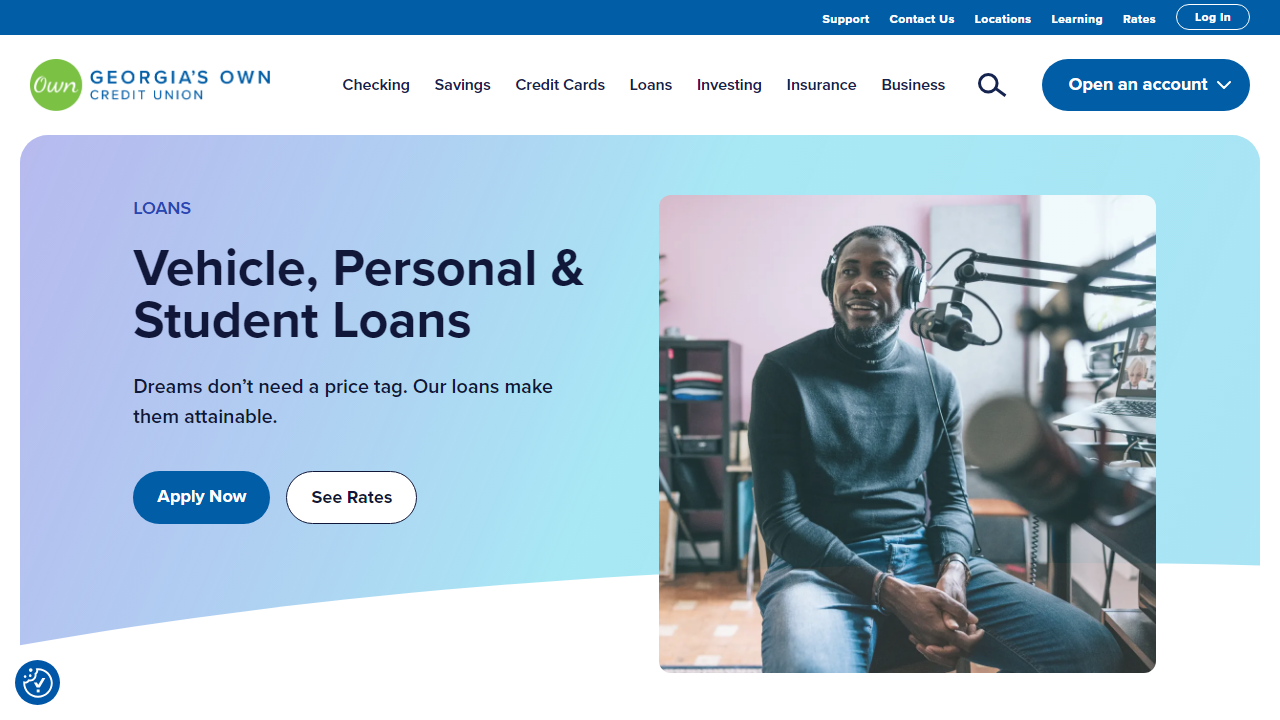 Support Contact Us Locations Learning Rates Log In
Own GEORGIA'S OWN
CREDIT UNION
Checking Savings Credit Cards Loans Investing Insurance Business Open an account
LOANS
Vehicle, Personal &
Student Loans
Dreams don’t need a price tag. Our loans make
them attainable.
Apply Now See Rates